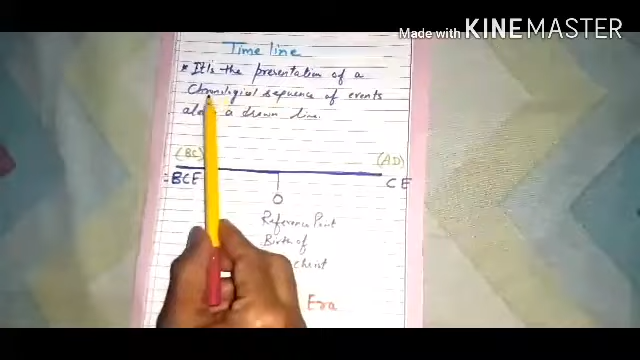 Made with KINEMASTER
Time line
* It is the presentation of a
chronological sequence of events
along a drawn line.
(BC) (AD)
BCE CE
0
Reference Point
Birth of
christ
Era